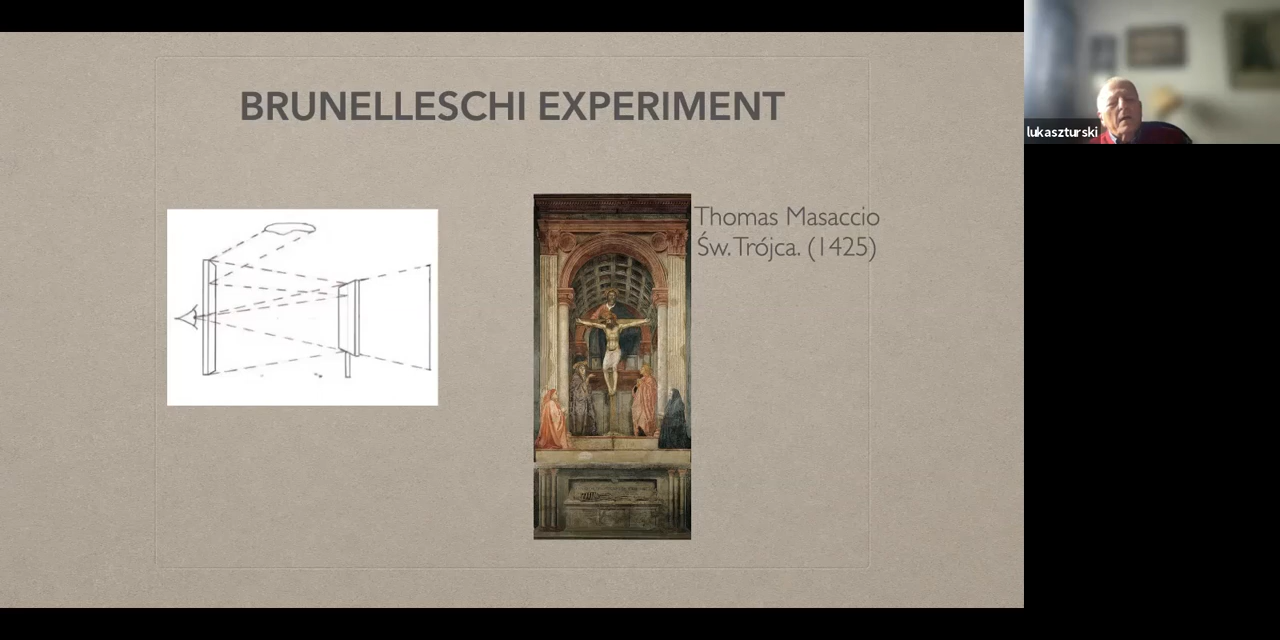 BRUNELLESCHI EXPERIMENT
Thomas Masaccio
Św. Trójca. (1425)
lukaszturski